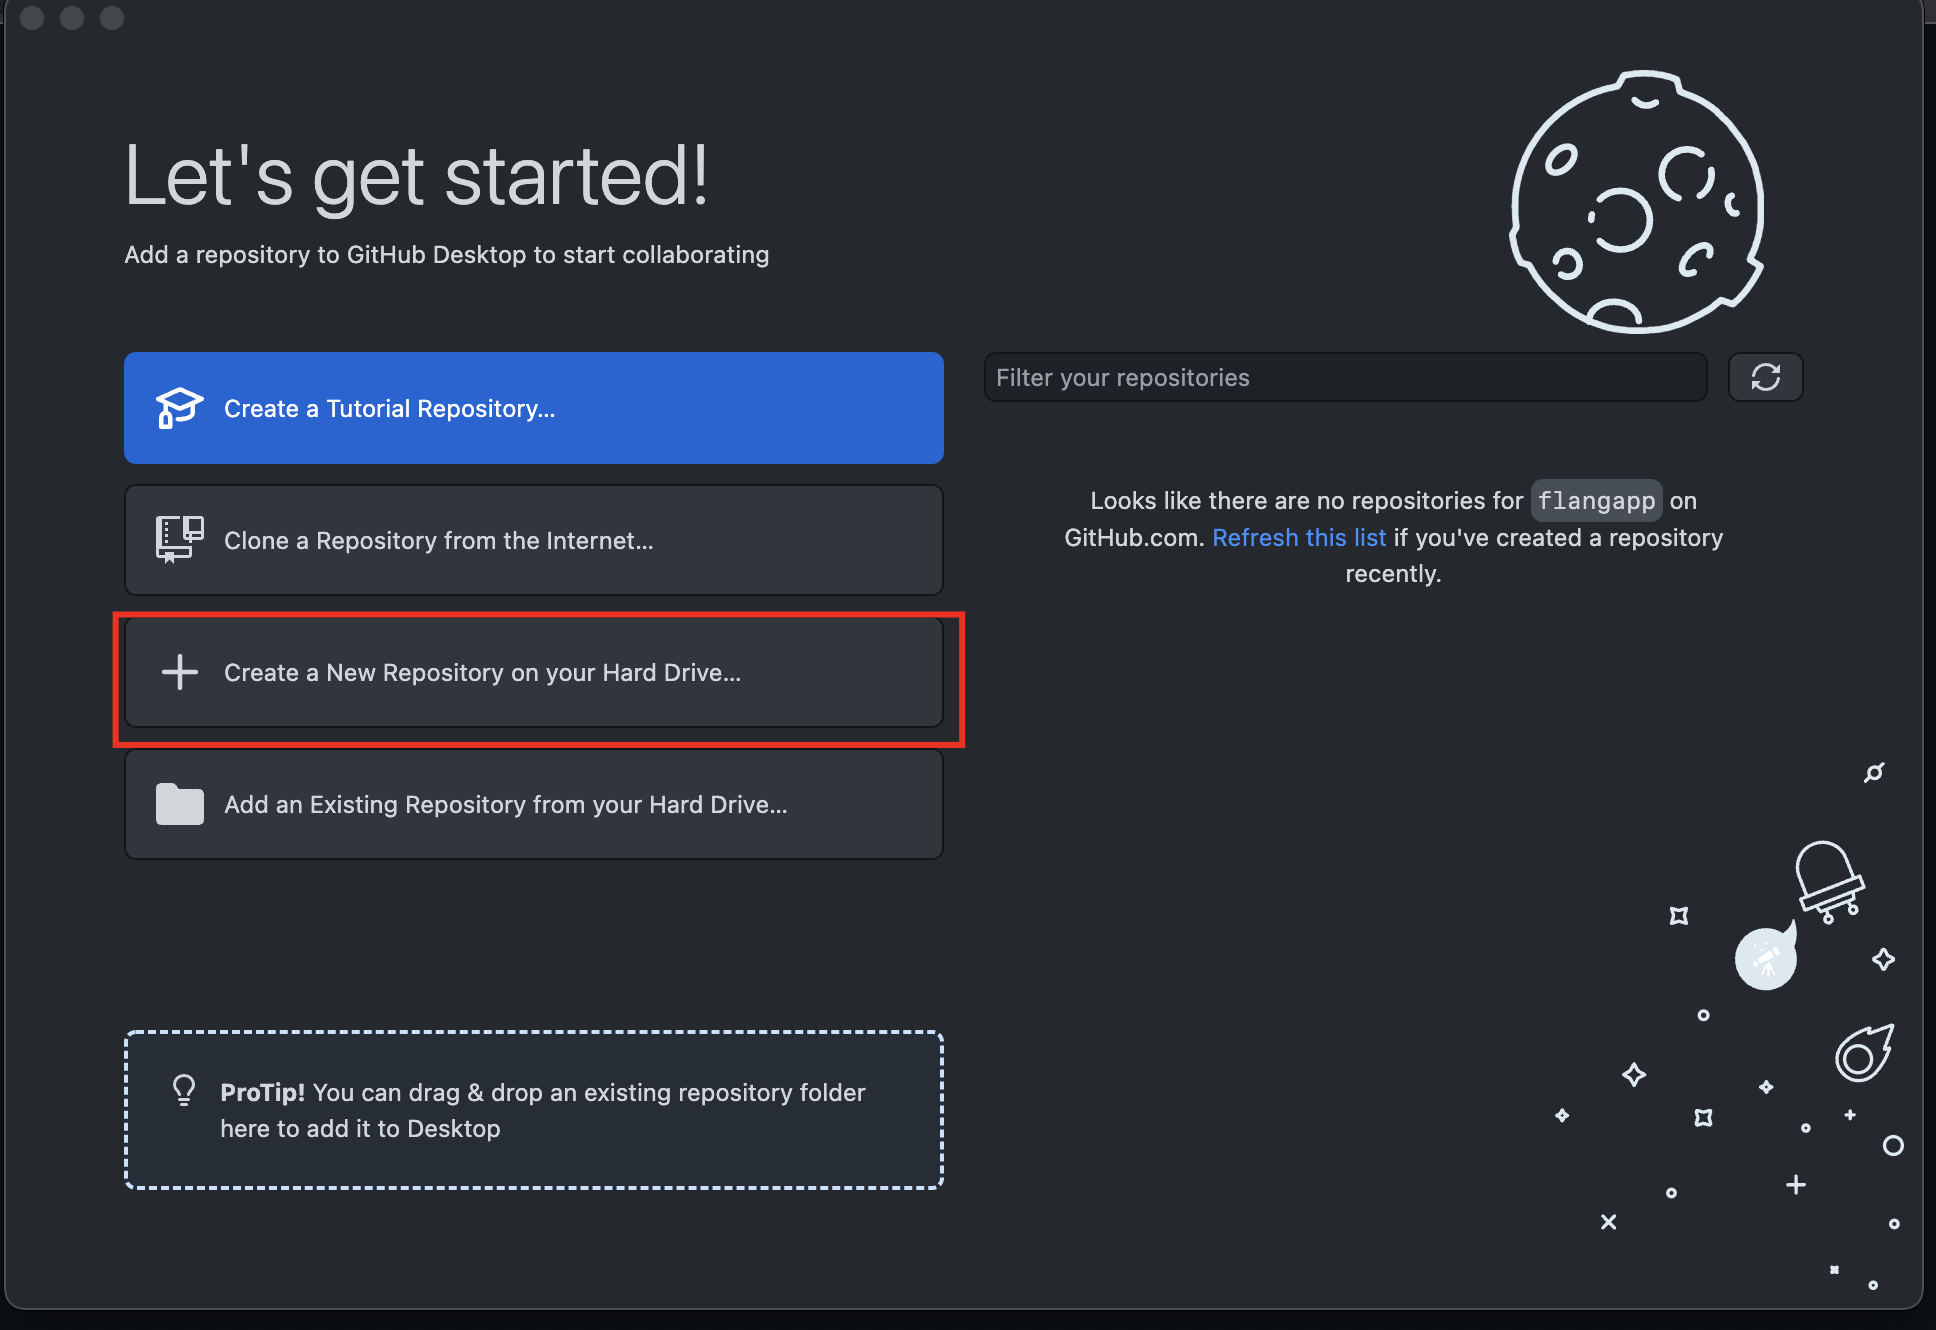 Let's get started!
Add a repository to GitHub Desktop to start collaborating
Create a Tutorial Repository...
Clone a Repository from the Internet...
Create a New Repository on your Hard Drive...
Add an Existing Repository from your Hard Drive...
ProTip! You can drag & drop an existing repository folder
here to add it to Desktop
Filter your repositories
Looks like there are no repositories for flangapp on
GitHub.com. Refresh this list if you've created a repository
recently.